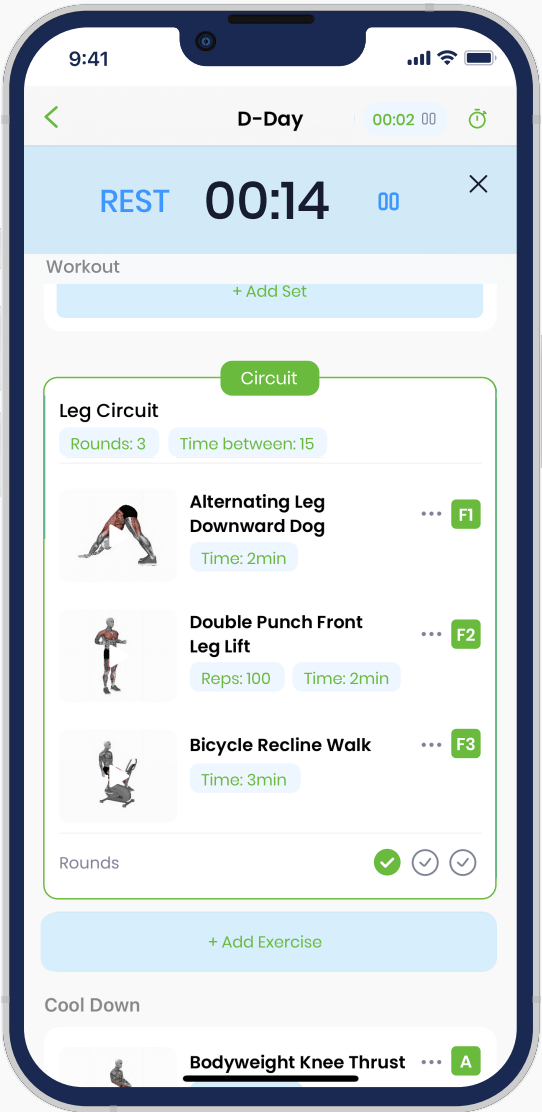 9:41
D-Day
00:02
REST
00:14
Workout
+ Add Set
Circuit
Leg Circuit
Rounds: 3
Time between: 15
Alternating Leg
Downward Dog
F1
Time: 2min
Double Punch Front
Leg Lift
F2
Reps: 100
Time: 2min
Bicycle Recline Walk
F3
Time: 3min
Rounds
+ Add Exercise
Cool Down
Bodyweight Knee Thrust
A